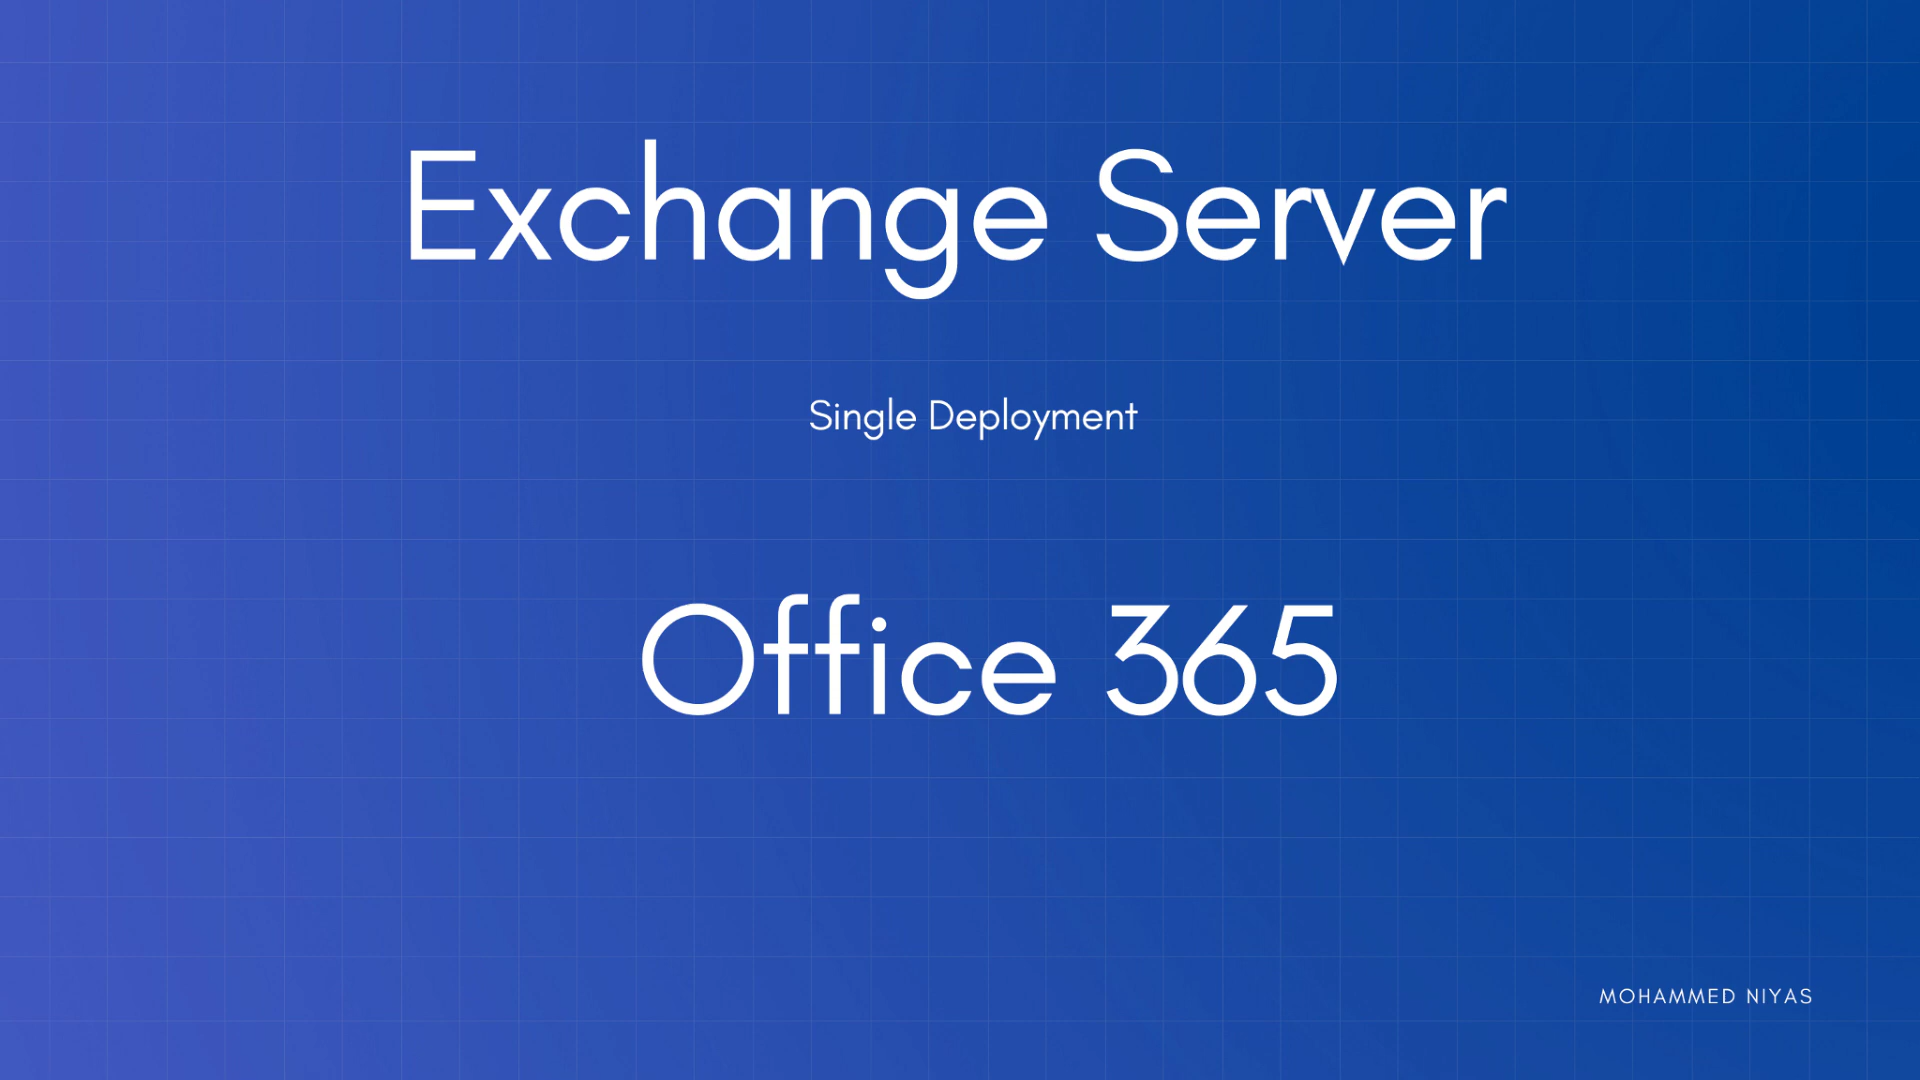 Exchange Server
Single Deployment
Office 365
MOHAMMED NIYAS